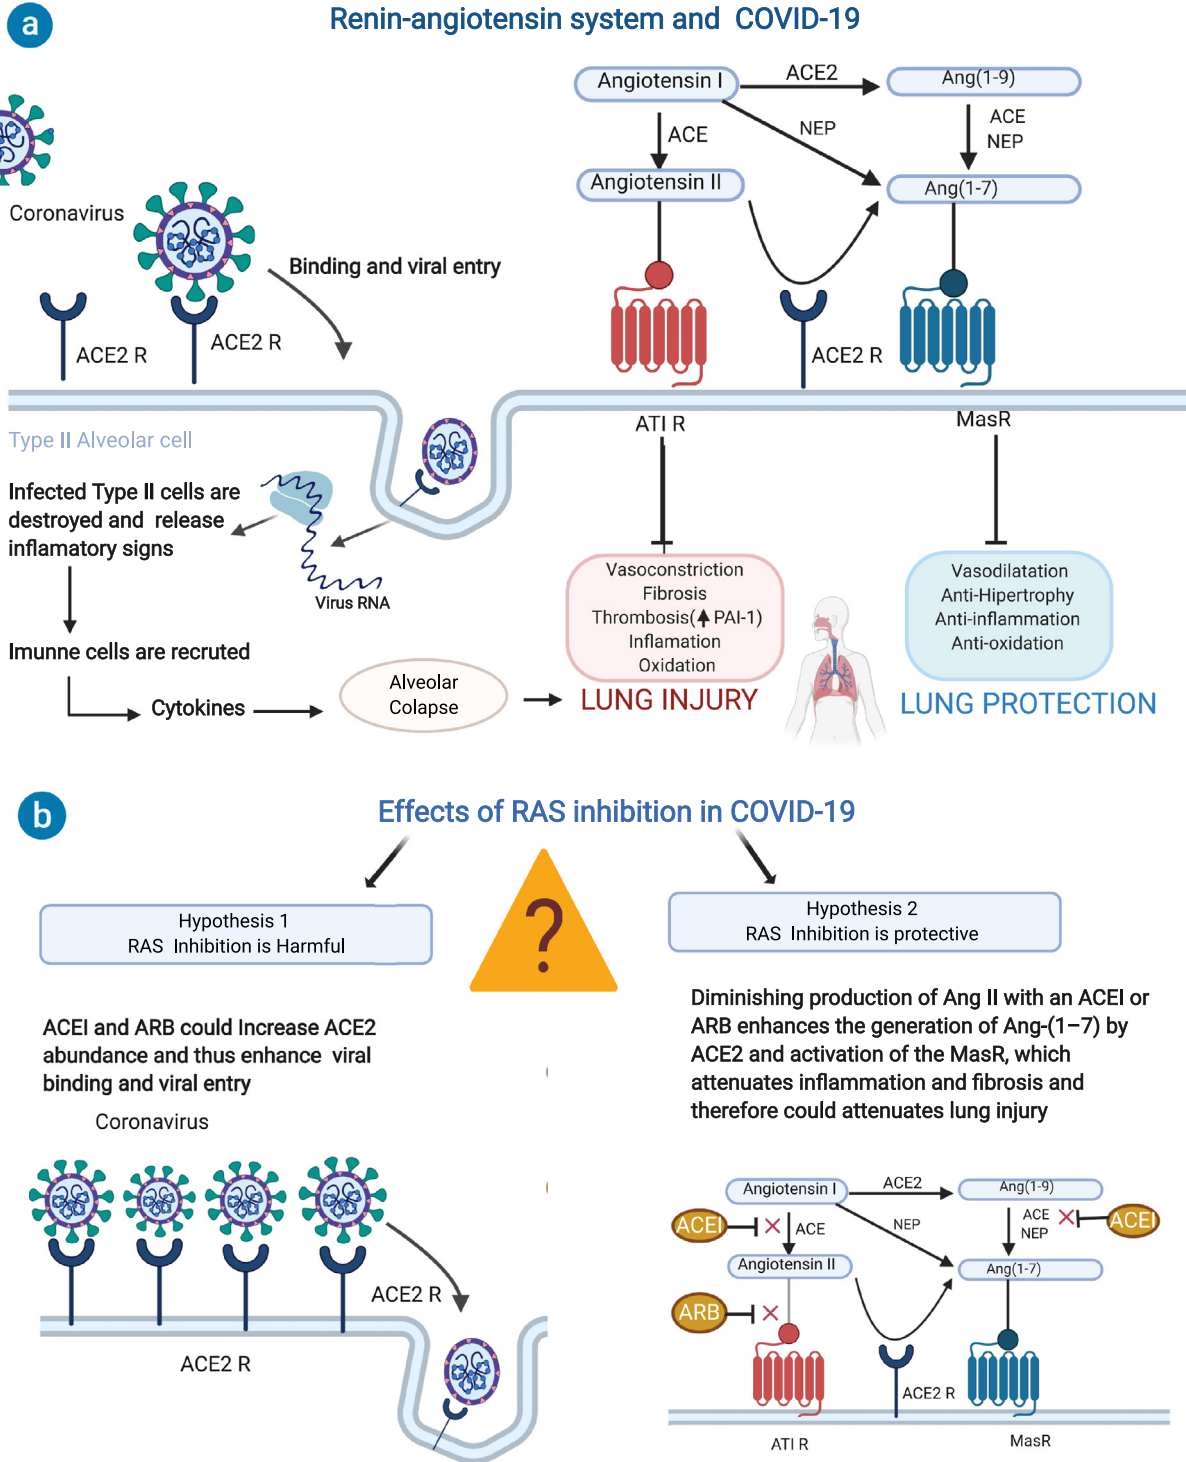 a
Renin-angiotensin system and COVID-19
Coronavirus
Binding and viral entry
ACE2 R
ACE2 R
Angiotensin I
ACE2
Ang(1-9)
ACE
NEP
ACE
NEP
Angiotensin II
Ang(1-7)
ACE2 R
ATI R
MasR
Type II Alveolar cell
Infected Type II cells are
destroyed and release
inflamatory signs
Virus RNA
Imunne cells are recruted
Cytokines
Alveolar
Colapse
Vasoconstriction
Fibrosis
Thrombosis(⬆PAI-1)
Inflamation
Oxidation
LUNG INJURY
Vasodilatation
Anti-Hipertrophy
Anti-inflammation
Anti-oxidation
LUNG PROTECTION
b
Effects of RAS inhibition in COVID-19
?
Hypothesis 1
RAS Inhibition is Harmful
ACEI and ARB could Increase ACE2
abundance and thus enhance viral
binding and viral entry
Coronavirus
ACE2 R
ACE2 R
Hypothesis 2
RAS Inhibition is protective
Diminishing production of Ang II with an ACEI or
ARB enhances the generation of Ang-(1–7) by
ACE2 and activation of the MasR, which
attenuates inflammation and fibrosis and
therefore could attenuates lung injury
Angiotensin I
ACE2
Ang(1-9)
ACEI
ACE
NEP
ACE
NEP
ACEI
Angiotensin II
Ang(1-7)
ARB
ACE2 R
ATI R
MasR